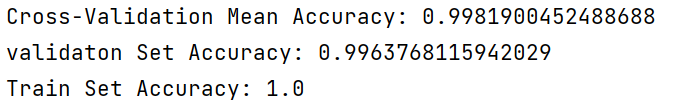 Cross-Validation Mean Accuracy: 0.9981900452488688
validaton Set Accuracy: 0.9963768115942029
Train Set Accuracy: 1.0